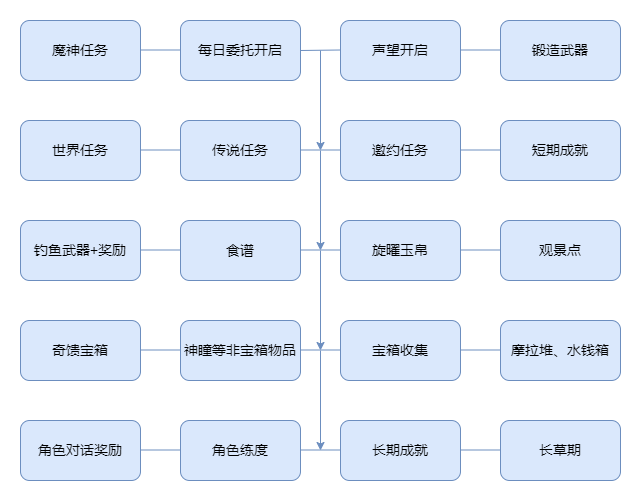 魔神任务
每日委托开启
声望开启
锻造武器
世界任务
传说任务
邀约任务
短期成就
钓鱼武器+奖励
食谱
旋曜玉帛
观景点
奇馈宝箱
神瞳等非宝箱物品
宝箱收集
摩拉堆、水钱箱
角色对话奖励
角色练度
长期成就
长草期